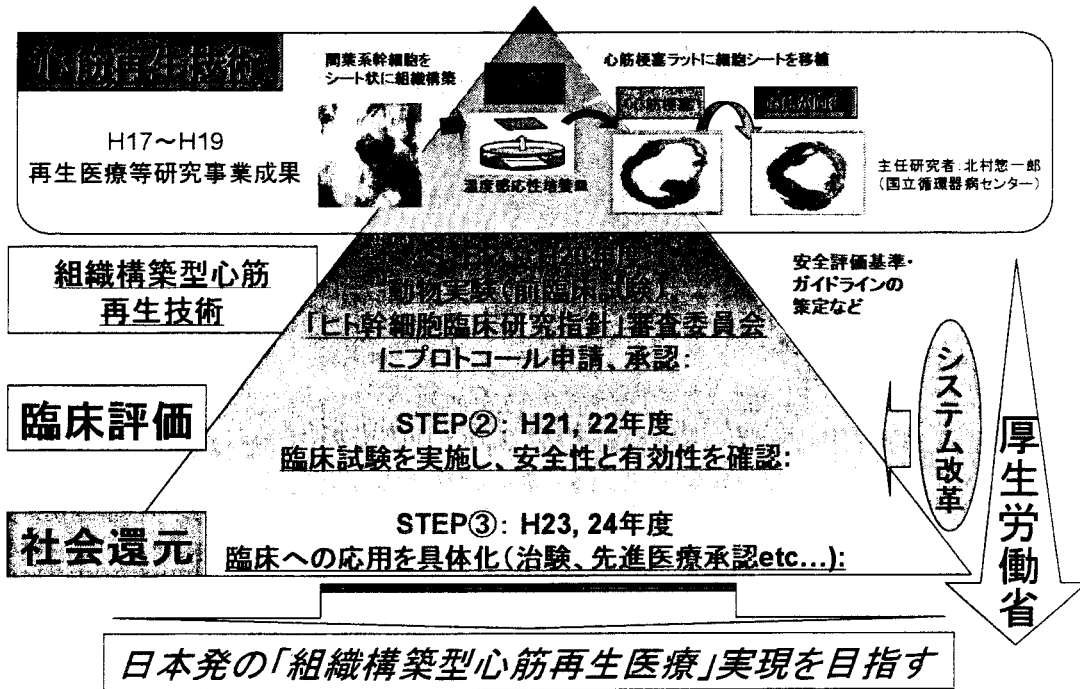 心筋再生技術
H17～H19
再生医療等研究事業成果
間葉系幹細胞を
シート状に組織構築
温度感応性培養皿
心筋梗塞ラットに細胞シートを移植
心筋梗塞
主任研究者:北村惣一郎
（国立循環器病センター）
組織構築型心筋
再生技術
動物実験（前臨床試験）、
「ヒト幹細胞臨床研究指針」審査委員会
にプロトコール申請、承認:
安全評価基準・
ガイドラインの
策定など
臨床評価
STEP②: H21, 22年度
臨床試験を実施し、安全性と有効性を確認:
システム改革
厚生労働省
社会還元
STEP③: H23, 24年度
臨床への応用を具体化（治験、先進医療承認etc...）:
日本発の「組織構築型心筋再生医療」実現を目指す